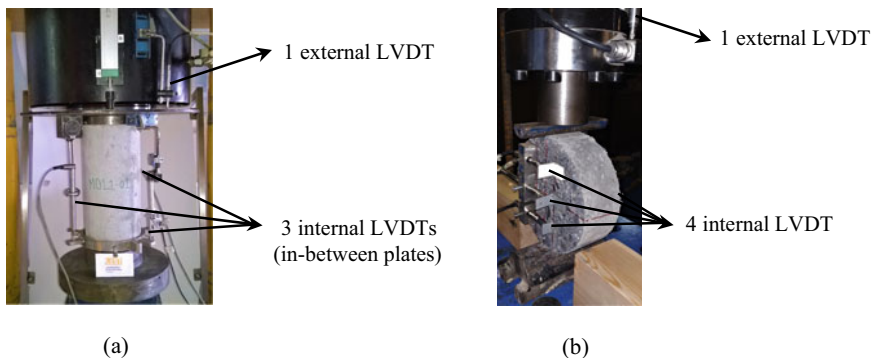 1 external LVDT
1 external LVDT
3 internal LVDTs
(in-between plates)
4 internal LVDT
(a)
(b)